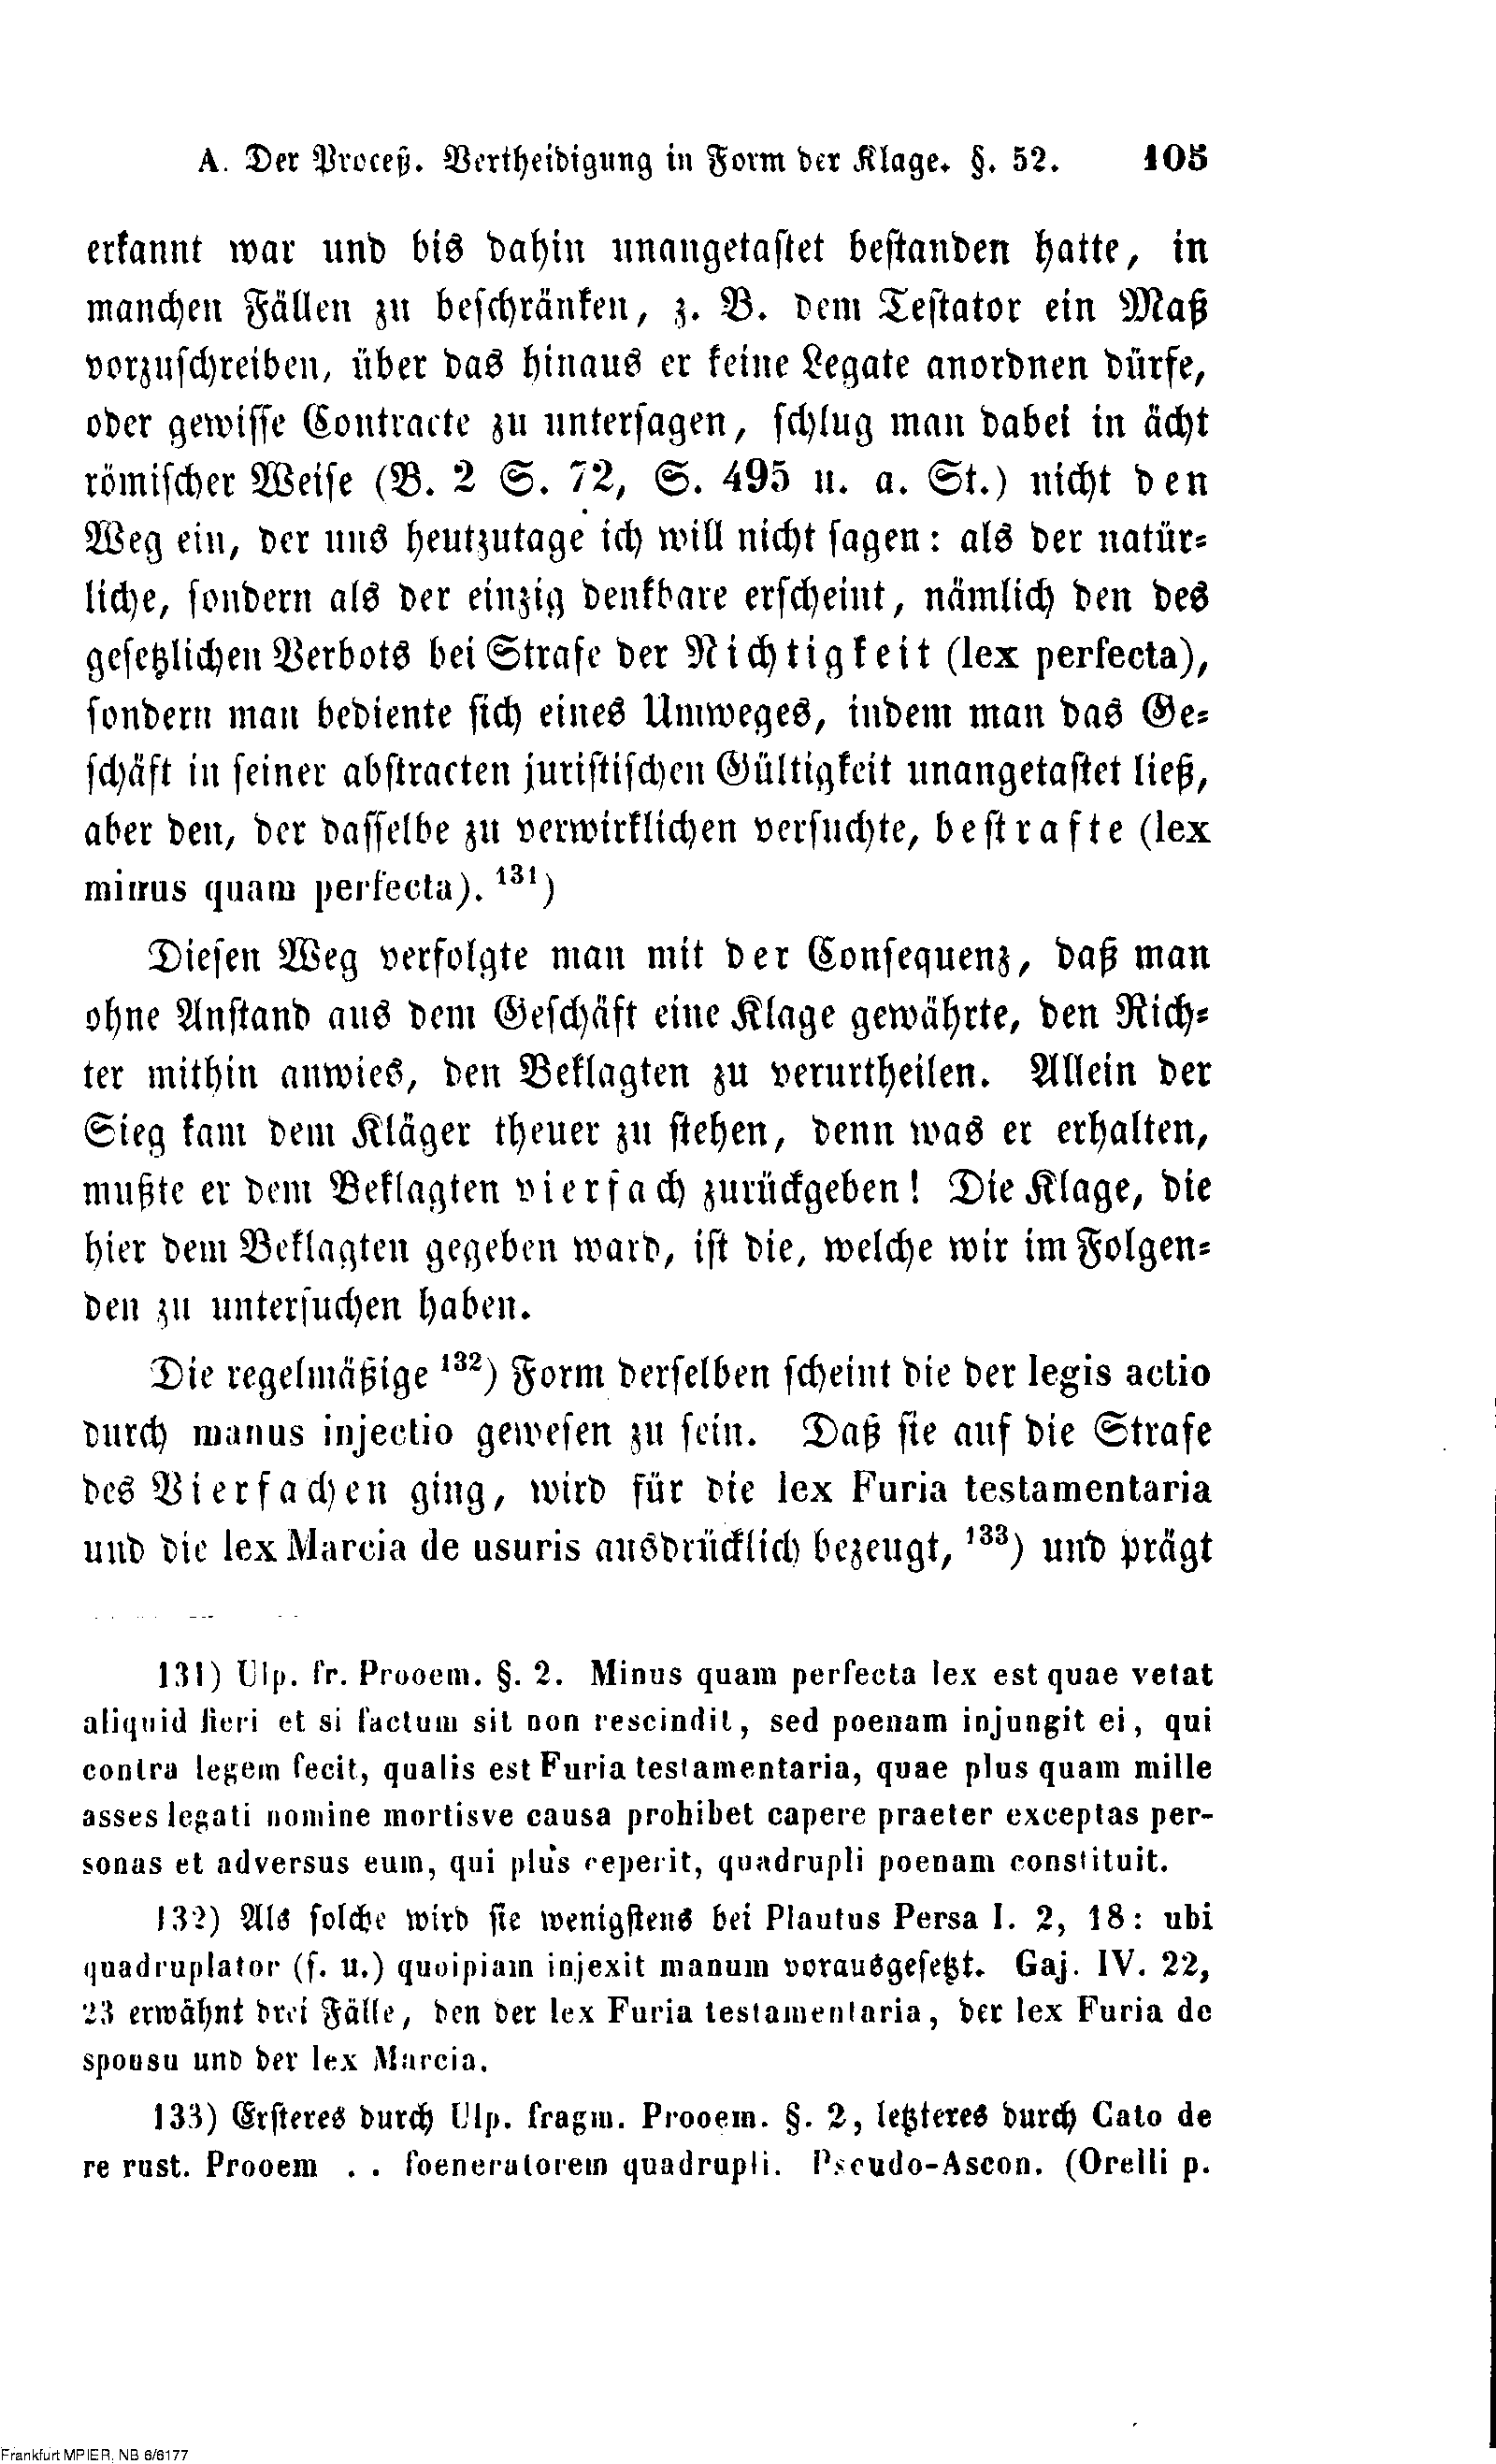 A. Der Proceß. Vertheidigung in Form der Klage. §. 52. 105
erkannt war und bis dahin unangetastet bestanden hatte, in
manchen Fällen zu beschränken, z. B. dem Testator ein Maß
vorzuschreiben, über das hinaus er keine Legate anordnen dürfe,
oder gewisse Contracte zu untersagen, schlug man dabei in ächt
römischer Weise (B. 2 S. 72, S. 495 u. a. St.) nicht den
Weg ein, der uns heutzutage ich will nicht sagen: als der natür-
liche, sondern als der einzig denkbare erscheint, nämlich den des
gesetzlichen Verbots bei Strafe der Nichtigkeit (lex perfecta),
sondern man bediente sich eines Umweges, indem man das Ge-
schäft in seiner abstracten juristischen Gültigkeit unangetastet ließ,
aber den, der dasselbe zu verwirklichen versuchte, bestrafte (lex
minus quam perfecta). 131)
Diesen Weg verfolgte man mit der Consequenz, daß man
ohne Anstand aus dem Geschäft eine Klage gewährte, den Rich-
ter mithin anwies, den Beklagten zu verurtheilen. Allein der
Sieg kam dem Kläger theuer zu stehen, denn was er erhalten,
mußte er dem Beklagten vierfach zurückgeben! Die Klage, die
hier dem Beklagten gegeben ward, ist die, welche wir im Folgen-
den zu untersuchen haben.
Die regelmäßige 132) Form derselben scheint die der legis actio
durch manus injectio gewesen zu sein. Daß sie auf die Strafe
des Vierfachen ging, wird für die lex Furia testamentaria
und die lex Marcia de usuris ausdrücklich bezeugt, 133) und prägt
131) Ulp. fr. Prooem. §. 2. Minus quam perfecta lex est quae vetat
aliquid fieri et si factum sit non rescindit, sed poenam injungit ei, qui
contra legem fecit, qualis est Furia testamentaria, quae plus quam mille
asses legati nomine mortisve causa prohibet capere praeter exceptas per-
sonas et adversus eum, qui plus ceperit, quadrupli poenam constituit.
132) Als solche wird sie wenigstens bei Plautus Persa I. 2, 18: ubi
quadruplator (s. u.) quoipiam injexit manum vorausgesetzt. Gaj. IV. 22,
23 erwähnt drei Fälle, den der lex Furia testamentaria, der lex Furia de
sponsu und der lex Marcia.
133) Ersteres durch Ulp. fragm. Prooem. §. 2, letzteres durch Cato de
re rust. Prooem . . foeneratorem quadrupli. Pseudo-Ascon. (Orelli p.
Frankfurt MPIER, NB 6/6177